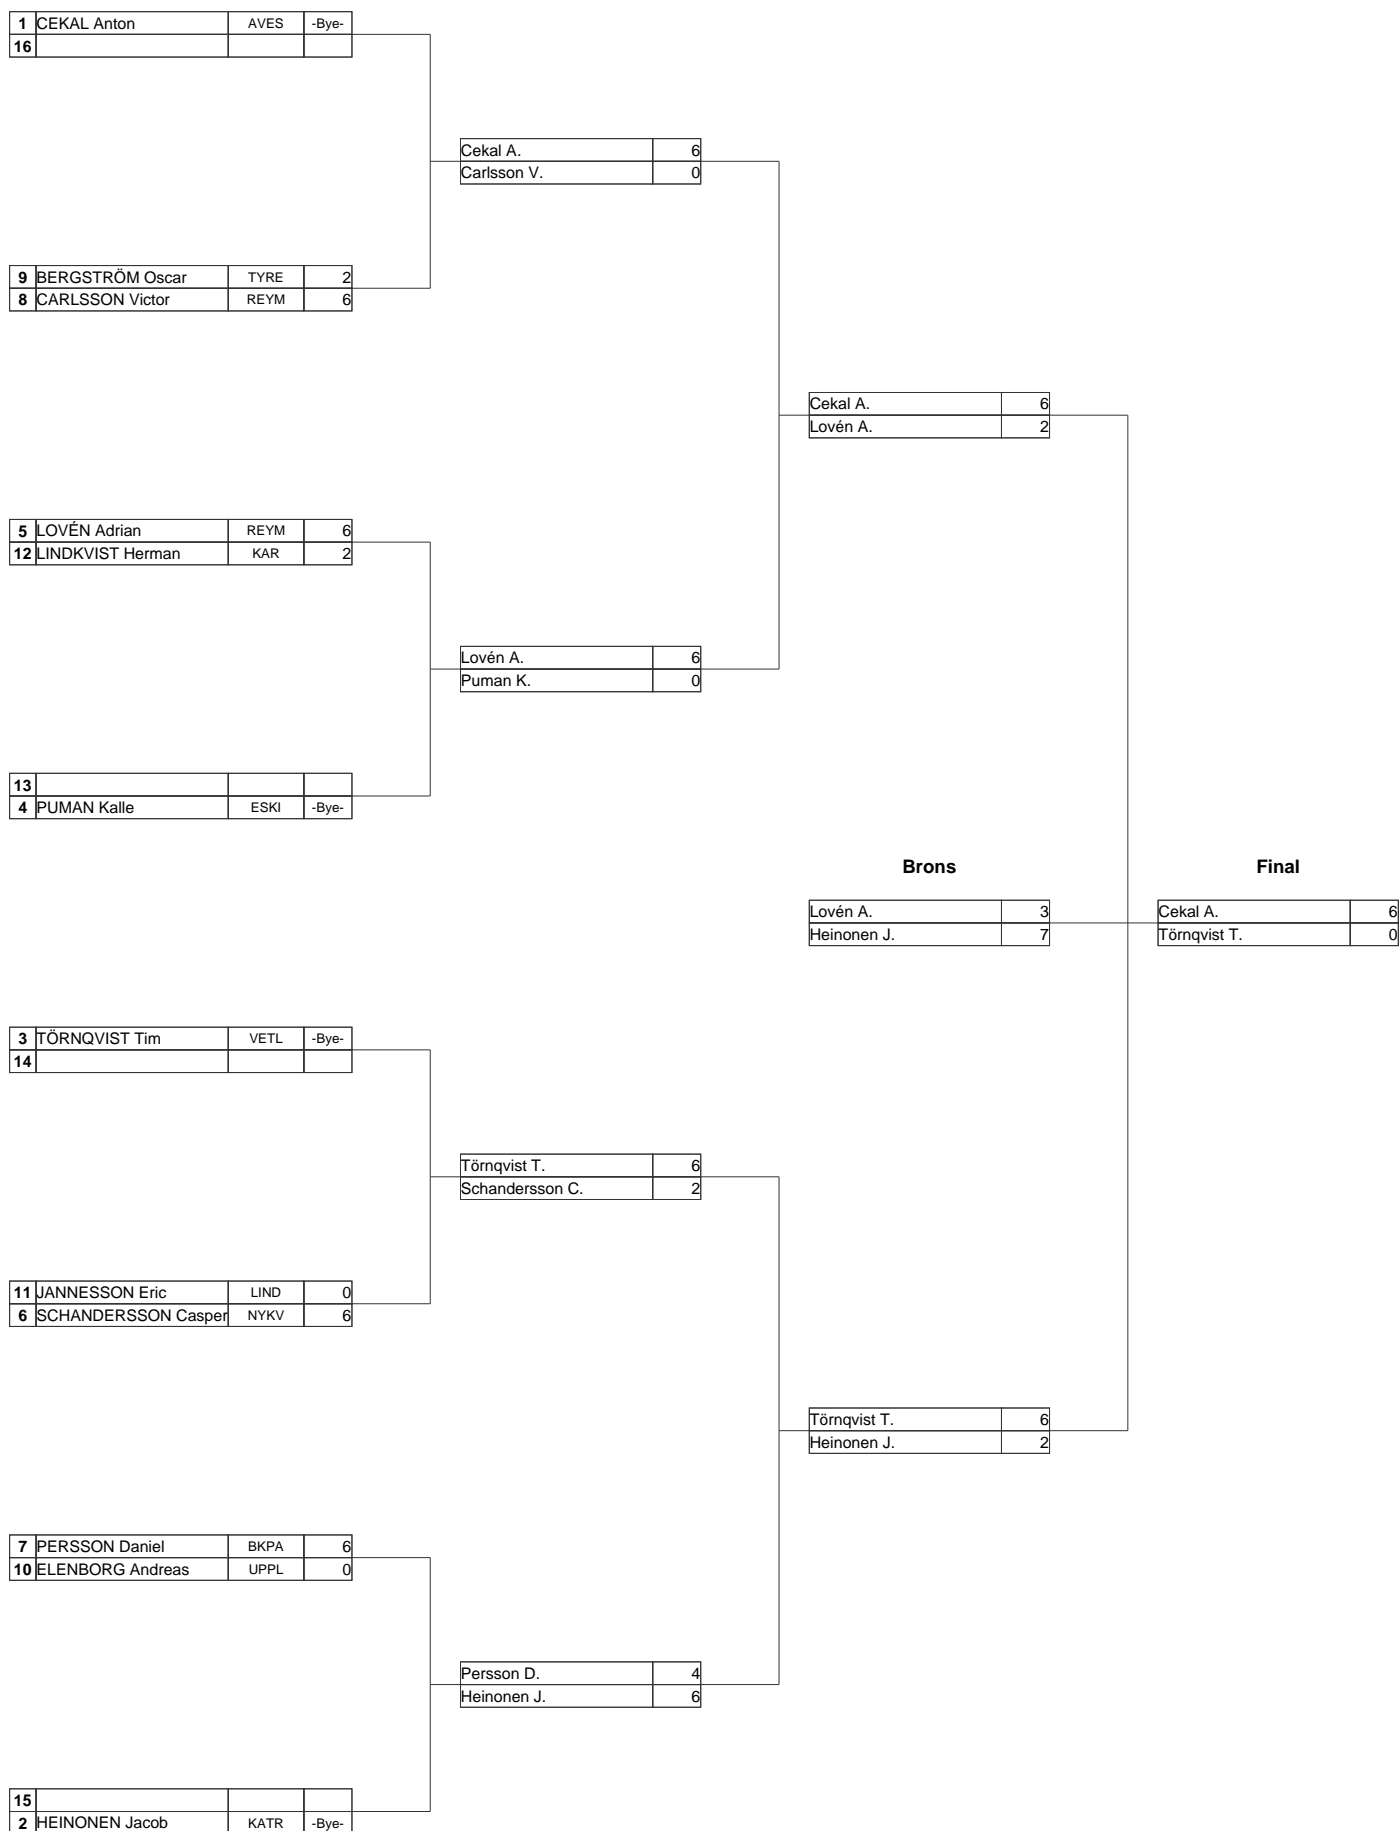 1 CEKAL Anton AVES -Bye-
16
Cekal A. 6
Carlsson V. 0
9 BERGSTRÖM Oscar TYRE 2
8 CARLSSON Victor REYM 6
Cekal A. 6
Lovén A. 2
5 LOVÉN Adrian REYM 6
12 LINDKVIST Herman KAR 2
Lovén A. 6
Puman K. 0
13
4 PUMAN Kalle ESKI -Bye-
Brons Final
Lovén A. 3 Cekal A. 6
Heinonen J. 7 Törnqvist T. 0
3 TÖRNQVIST Tim VETL -Bye-
14
Törnqvist T. 6
Schandersson C. 2
11 JANNESSON Eric LIND 0
6 SCHANDERSSON Casper NYKV 6
Törnqvist T. 6
Heinonen J. 2
7 PERSSON Daniel BKPA 6
10 ELENBORG Andreas UPPL 0
Persson D. 4
Heinonen J. 6
15
2 HEINONEN Jacob KATR -Bye-